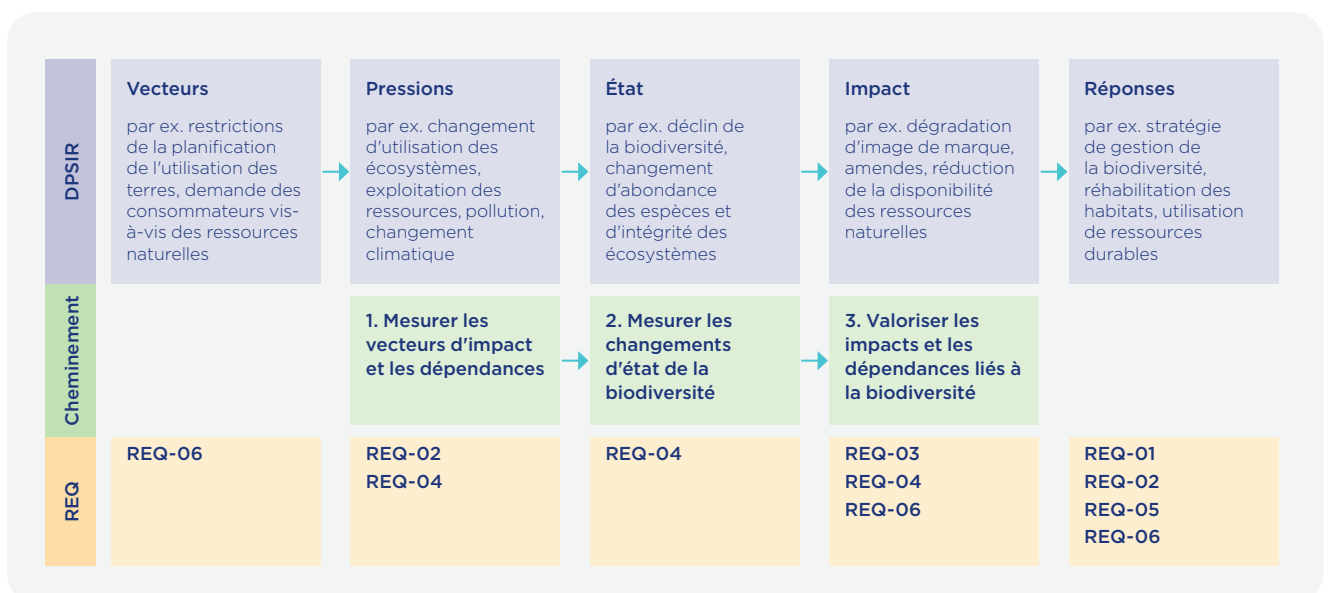 DPSIR
Vecteurs
par ex. restrictions
de la planification
de l'utilisation des
terres, demande des
consommateurs vis-
à-vis des ressources
naturelles
Pressions
par ex. changement
d'utilisation des
écosystèmes,
exploitation des
ressources, pollution,
changement
climatique
État
par ex. déclin de
la biodiversité,
changement
d'abondance
des espèces et
d'intégrité des
écosystèmes
Impact
par ex. dégradation
d'image de marque,
amendes, réduction
de la disponibilité
des ressources
naturelles
Réponses
par ex. stratégie
de gestion de
la biodiversité,
réhabilitation des
habitats, utilisation
de ressources
durables
Cheminement
1. Mesurer les
vecteurs d'impact
et les dépendances
2. Mesurer les
changements
d'état de la
biodiversité
3. Valoriser les
impacts et les
dépendances liés à
la biodiversité
REQ
REQ-06
REQ-02
REQ-04
REQ-04
REQ-03
REQ-04
REQ-06
REQ-01
REQ-02
REQ-05
REQ-06